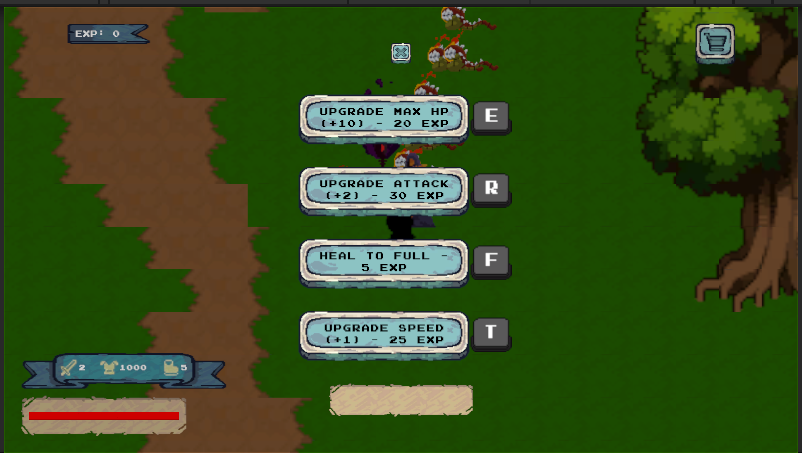 EXP: 0
UPGRADE MAX HP
(+10) - 20 EXP
E
UPGRADE ATTACK
(+2) - 30 EXP
R
HEAL TO FULL -
5 EXP
F
UPGRADE SPEED
(+1) - 25 EXP
T
2 1000 5